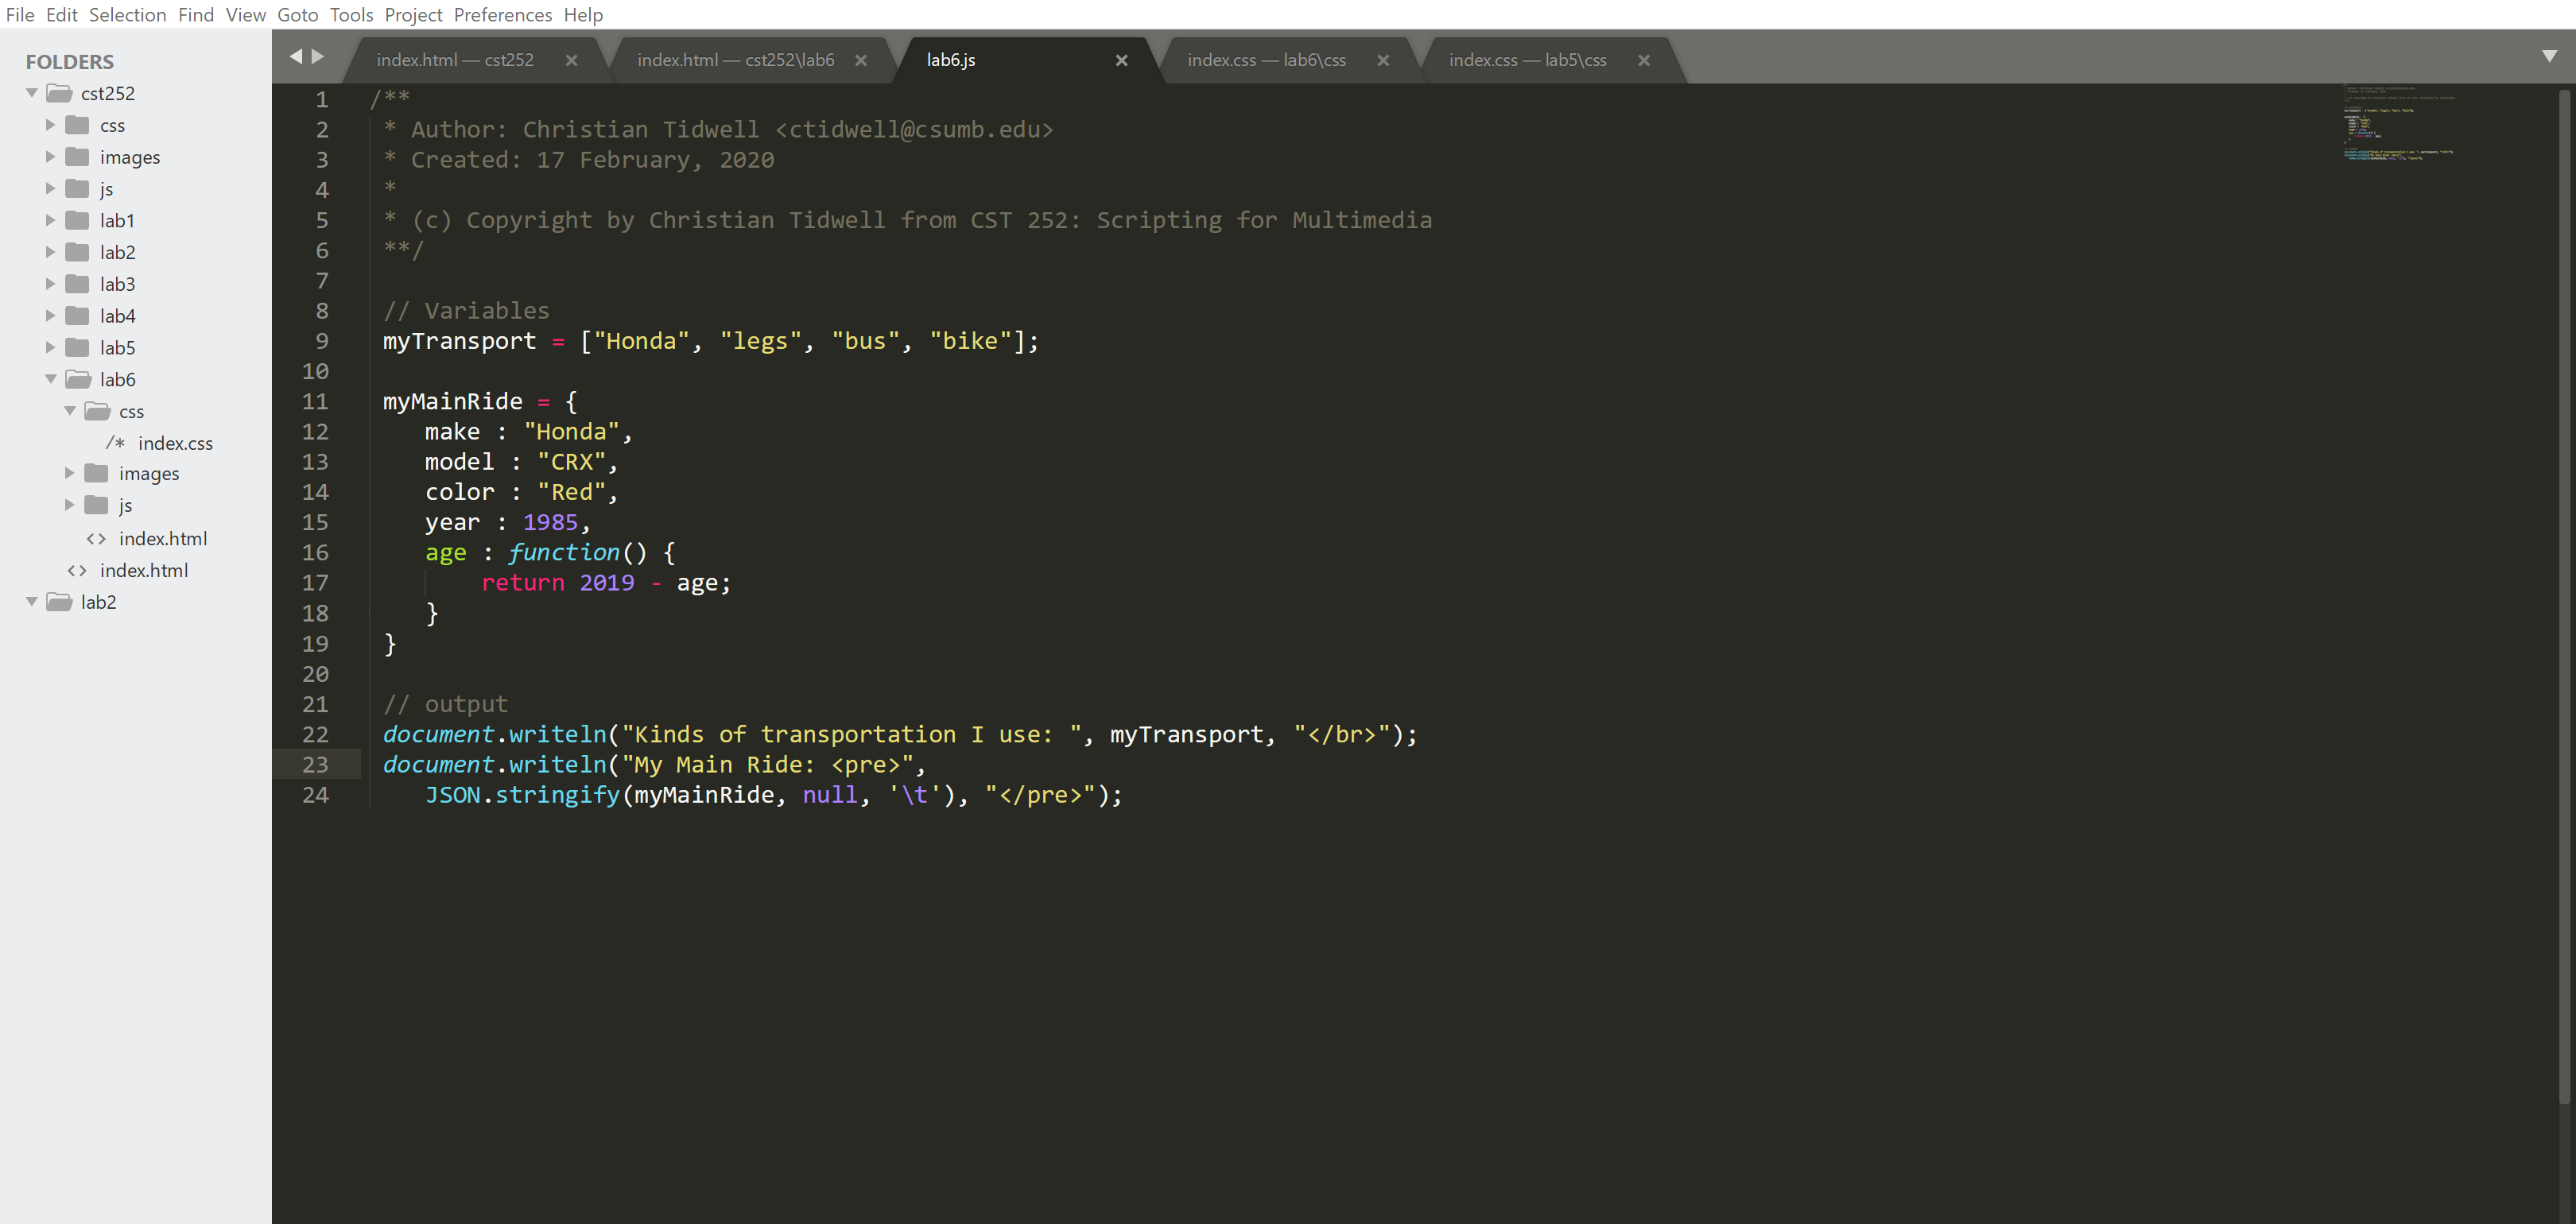 File Edit Selection Find View Goto Tools Project Preferences Help
FOLDERS
cst252
css
images
js
lab1
lab2
lab3
lab4
lab5
lab6
css
/* index.css
images
js
<> index.html
<> index.html
lab2
index.html — cst252 × index.html — cst252\lab6 × lab6.js × index.css — lab6\css × index.css — lab5\css ×
1 /**
2 * Author: Christian Tidwell <ctidwell@csumb.edu>
3 * Created: 17 February, 2020
4 *
5 * (c) Copyright by Christian Tidwell from CST 252: Scripting for Multimedia
6 **/
7
8 // Variables
9 myTransport = ["Honda", "legs", "bus", "bike"];
10
11 myMainRide = {
12 make : "Honda",
13 model : "CRX",
14 color : "Red",
15 year : 1985,
16 age : function() {
17 return 2019 - age;
18 }
19 }
20
21 // output
22 document.writeln("Kinds of transportation I use: ", myTransport, "</br>");
23 document.writeln("My Main Ride: <pre>",
24 JSON.stringify(myMainRide, null, '\t'), "</pre>");